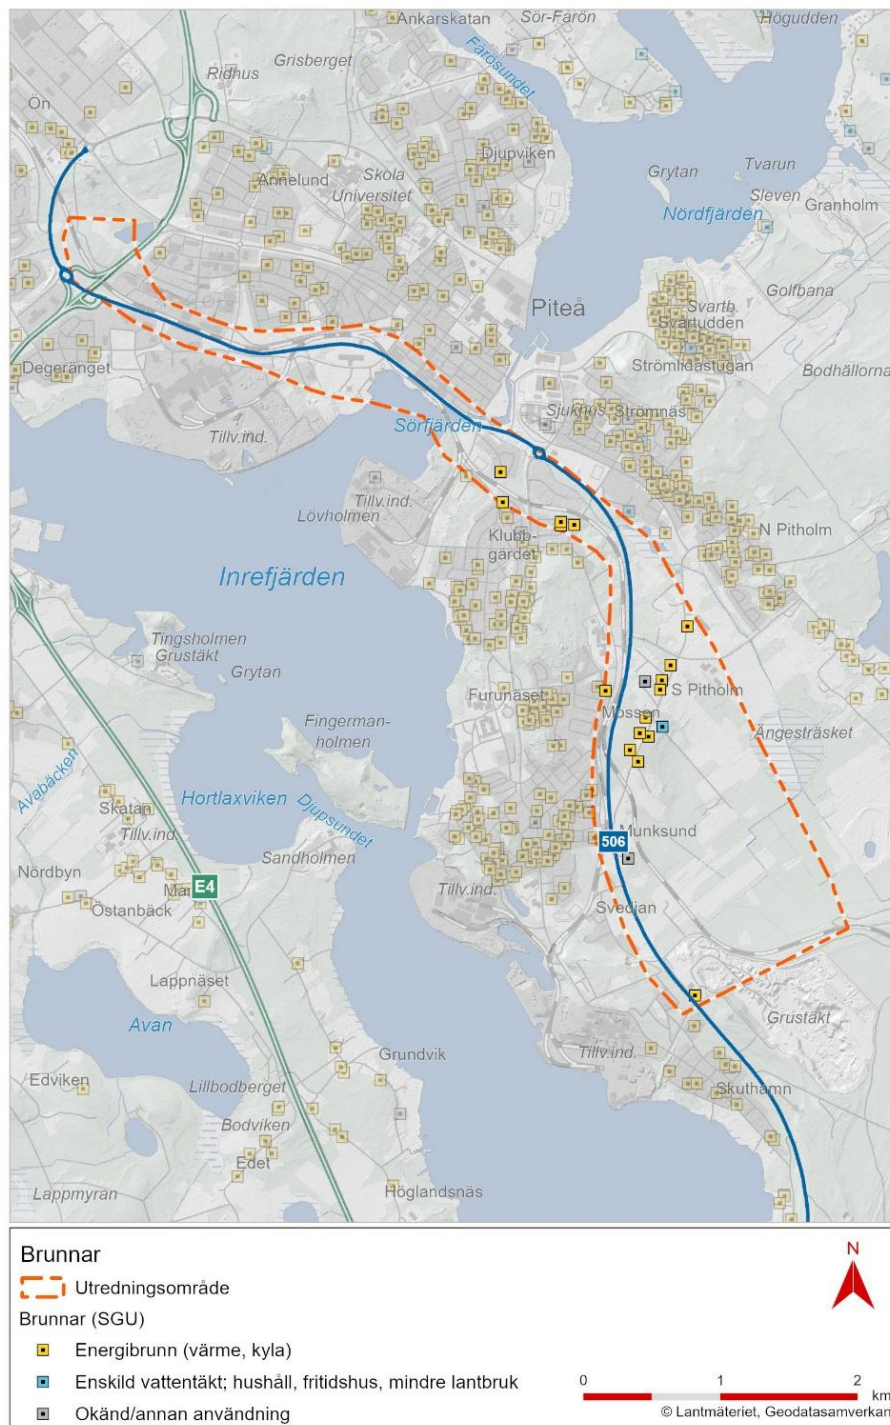 Ankarskatan
Sör-Farön
Högudden
Grisberget
Ridhus
Färösundet
Ön
Djupviken
Skola
Annelund
Universitet
Grytan
Tvarun
Sleven
Nördfjärden
Granholm
Golfbana
Piteå
Svartb
Svartudden
Degeränget
Strömlidastugan
Bodhällorna
Sjukhus
Strömnäs
Sörfjärden
Tillv.ind.
Tillv.ind.
Lövholmen
N Pitholm
Klubb-
gärdet
Inrefjärden
Tingsholmen
Grustäkt
Grytan
S Pitholm
Furunäset
Mossen
Fingerman-
holmen
Ängesträsket
Avabäcken
Hortlaxviken
Djupsundet
Skatan
Tillv.ind
Munksund
506
Sandholmen
Nördbyn
E4
Östanbäck
Tillv.ind.
Svedjan
Lappnäset
Avan
Grustäkt
Grundvik
Tillv.ind.
Edviken
Lillbodberget
Skuthamn
Bodviken
Edet
Lappmyran
Höglandsnäs
Brunnar
Utredningsområde
Brunnar (SGU)
Energibrunn (värme, kyla)
Enskild vattentäkt; hushåll, fritidshus, mindre lantbruk
Okänd/annan användning
N
0 1 2
km
© Lantmäteriet, Geodatasamverkan